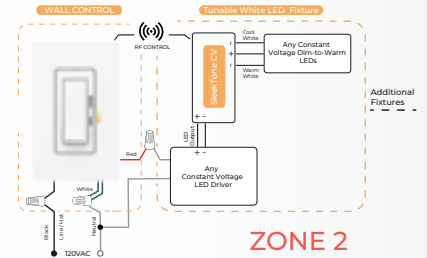 WALL CONTROL
Tunable White LED Fixture
RF CONTROL
SleekTone CV
Cool
White
Warm
White
- + -
Any Constant
Voltage Dim-to-Warm
LEDs
Additional
Fixtures
+ -
LED
Output
+ -
Any
Constant Voltage
LED Driver
Red
White
Black
Line/Hot
Neutral
120VAC
ZONE 2